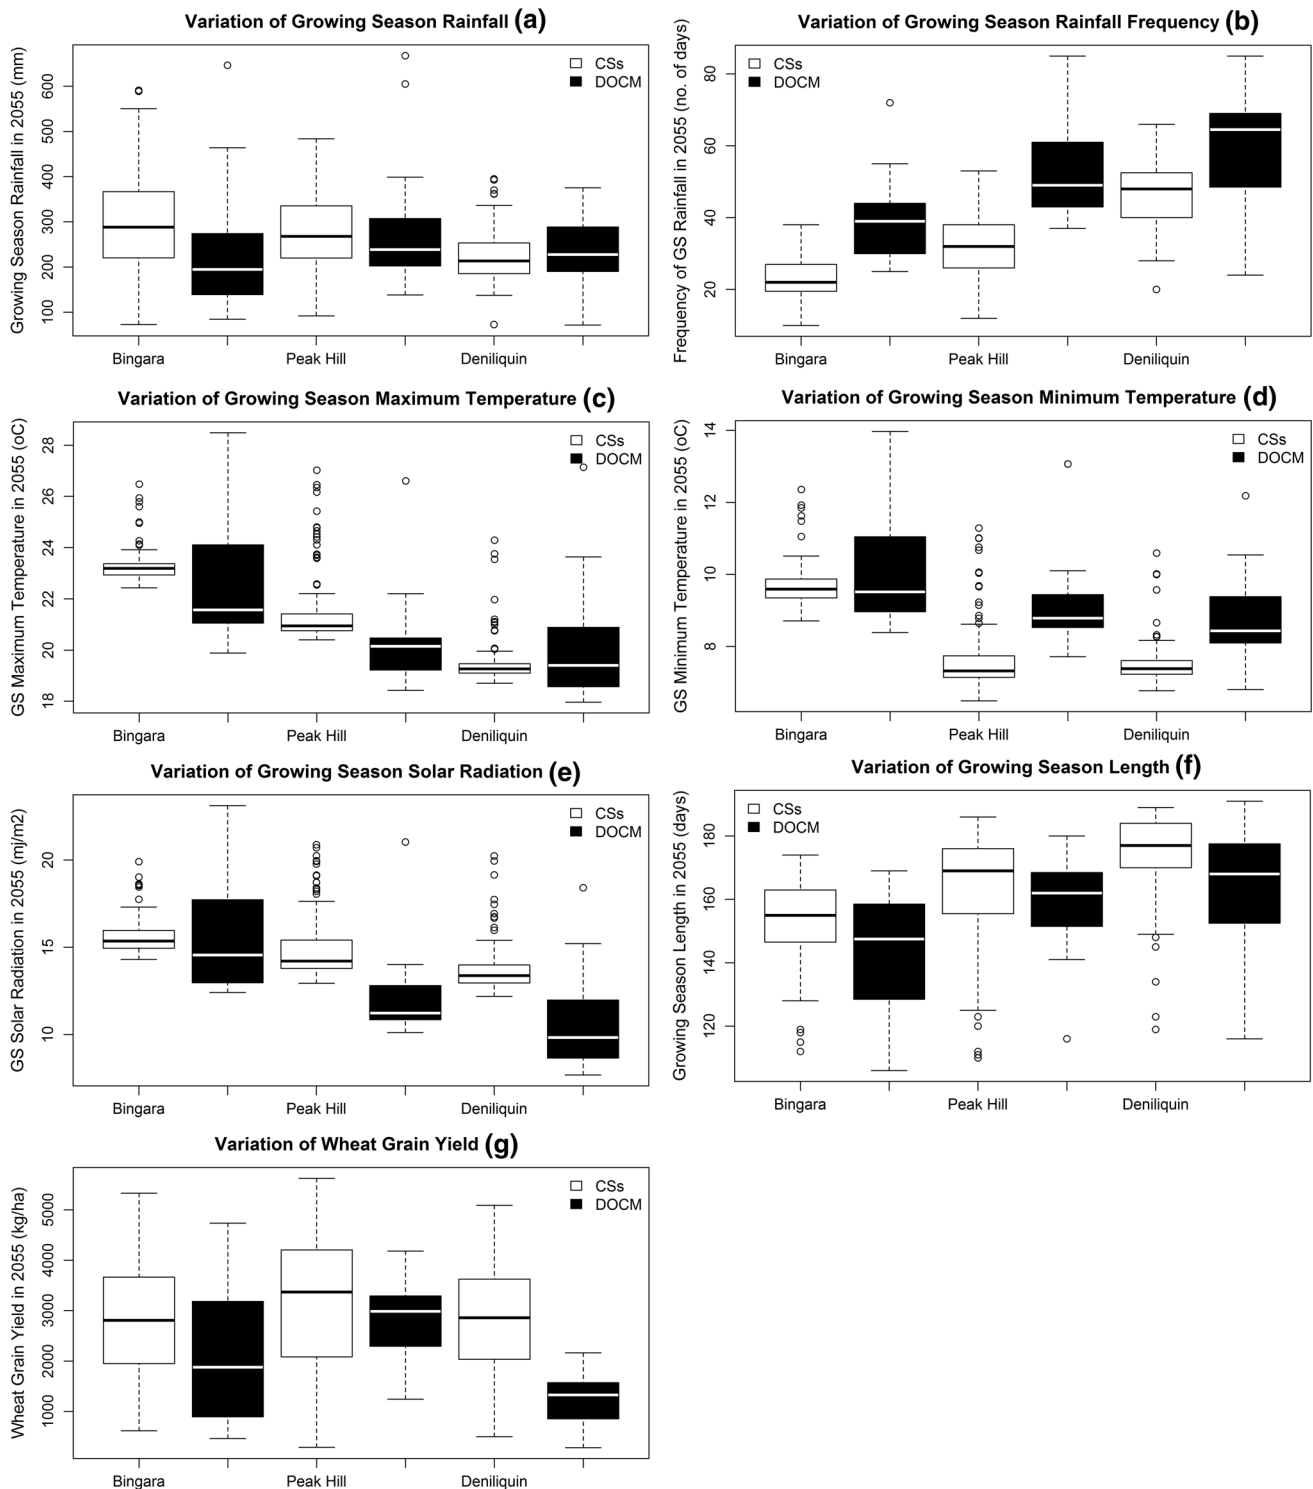 Variation of Growing Season Rainfall (a)
Growing Season Rainfall in 2055 (mm)
600
500
400
300
200
100
CSs
DOCM
Bingara
Peak Hill
Deniliquin
Variation of Growing Season Rainfall Frequency (b)
Frequency of GS Rainfall in 2055 (no. of days)
80
60
40
20
CSs
DOCM
Bingara
Peak Hill
Deniliquin
Variation of Growing Season Maximum Temperature (c)
GS Maximum Temperature in 2055 (oC)
28
26
24
22
20
18
CSs
DOCM
Bingara
Peak Hill
Deniliquin
Variation of Growing Season Minimum Temperature (d)
GS Minimum Temperature in 2055 (oC)
14
12
10
8
CSs
DOCM
Bingara
Peak Hill
Deniliquin
Variation of Growing Season Solar Radiation (e)
GS Solar Radiation in 2055 (mj/m2)
20
15
10
CSs
DOCM
Bingara
Peak Hill
Deniliquin
Variation of Growing Season Length (f)
Growing Season Length in 2055 (days)
180
160
140
120
CSs
DOCM
Bingara
Peak Hill
Deniliquin
Variation of Wheat Grain Yield (g)
Wheat Grain Yield in 2055 (kg/ha)
5000
4000
3000
2000
1000
CSs
DOCM
Bingara
Peak Hill
Deniliquin